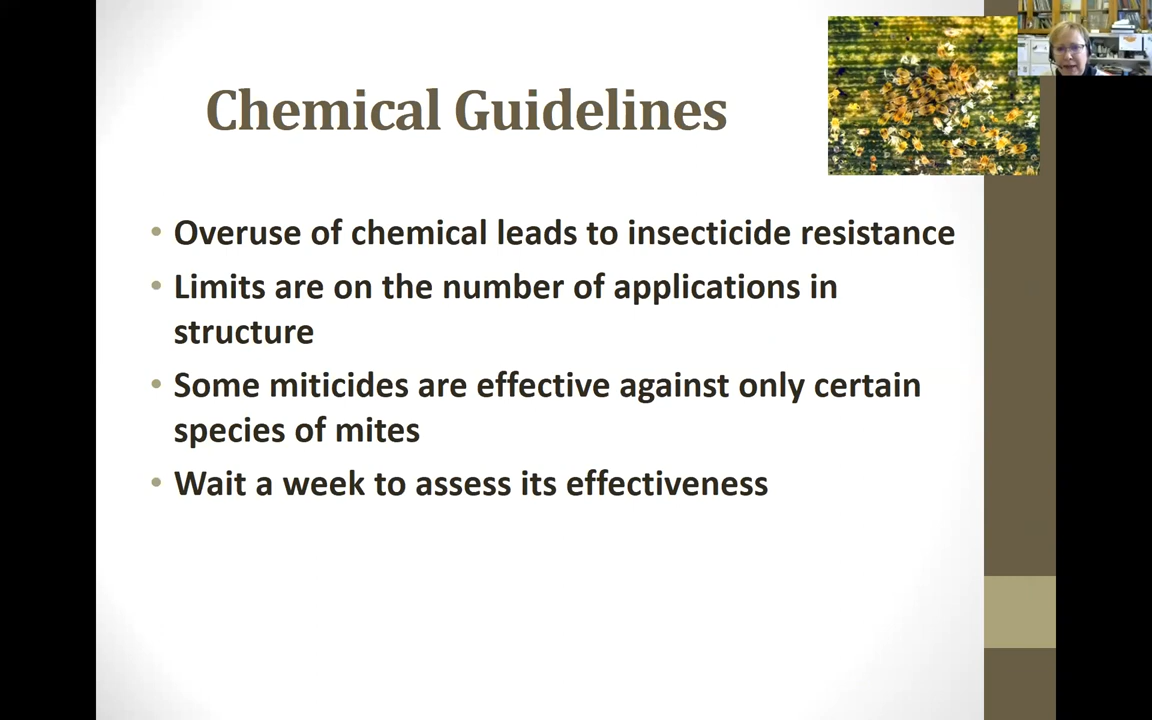 Chemical Guidelines
• Overuse of chemical leads to insecticide resistance
• Limits are on the number of applications in
structure
• Some miticides are effective against only certain
species of mites
• Wait a week to assess its effectiveness